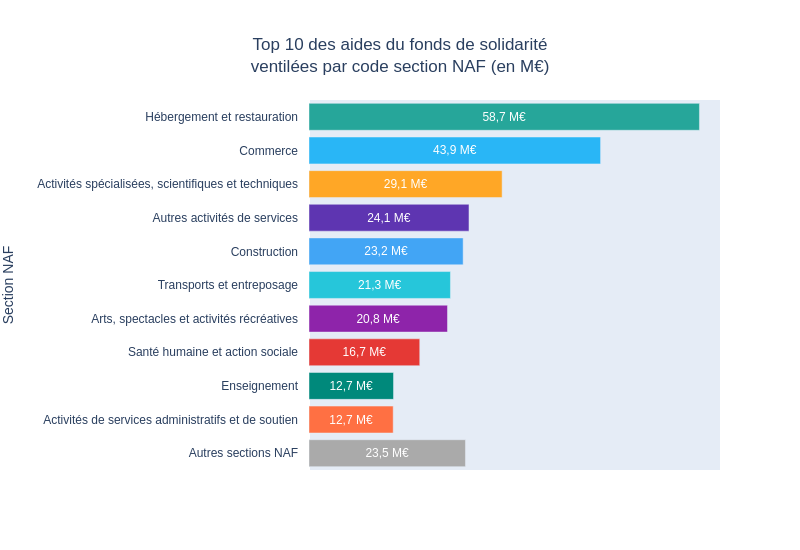 Top 10 des aides du fonds de solidarité
ventilées par code section NAF (en M€)
Section NAF
Hébergement et restauration 58,7 M€
Commerce 43,9 M€
Activités spécialisées, scientifiques et techniques 29,1 M€
Autres activités de services 24,1 M€
Construction 23,2 M€
Transports et entreposage 21,3 M€
Arts, spectacles et activités récréatives 20,8 M€
Santé humaine et action sociale 16,7 M€
Enseignement 12,7 M€
Activités de services administratifs et de soutien 12,7 M€
Autres sections NAF 23,5 M€